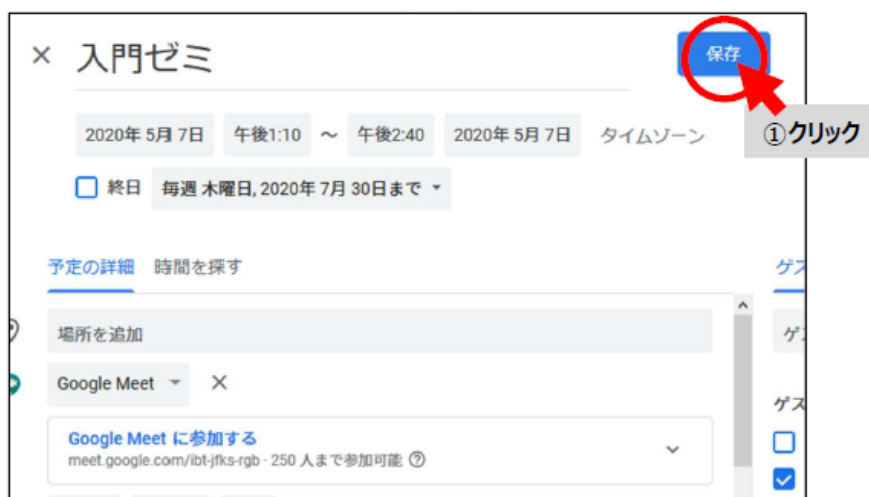 × 入門ゼミ
保存
①クリック
2020年 5月 7日 午後1:10 ～ 午後2:40 2020年 5月 7日 タイムゾーン
終日 毎週 木曜日, 2020年 7月 30日まで
予定の詳細 時間を探す
場所を追加
Google Meet ×
Google Meet に参加する
meet.google.com/ibt-jfks-rgb · 250 人まで参加可能